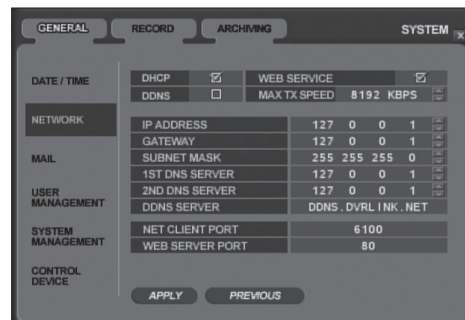 GENERAL RECORD ARCHIVING SYSTEM X
DATE / TIME
NETWORK
MAIL
USER
MANAGEMENT
SYSTEM
MANAGEMENT
CONTROL
DEVICE
DHCP WEB SERVICE
DDNS MAX TX SPEED 8192 KBPS
IP ADDRESS 127 0 0 1
GATEWAY 127 0 0 1
SUBNET MASK 255 255 255 0
1ST DNS SERVER 127 0 0 1
2ND DNS SERVER 127 0 0 1
DDNS SERVER DDNS.DVRLINK.NET
NET CLIENT PORT 6100
WEB SERVER PORT 80
APPLY PREVIOUS